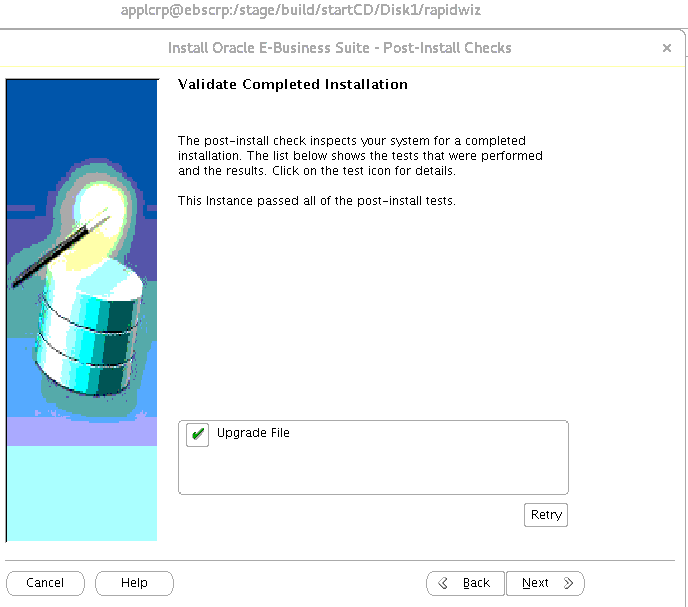 applcrp@ebscrp:/stage/build/startCD/Disk1/rapidwiz
Install Oracle E-Business Suite - Post-Install Checks
Validate Completed Installation
The post-install check inspects your system for a completed
installation. The list below shows the tests that were performed
and the results. Click on the test icon for details.
This Instance passed all of the post-install tests.
Upgrade File
Retry
Cancel
Help
Back
Next